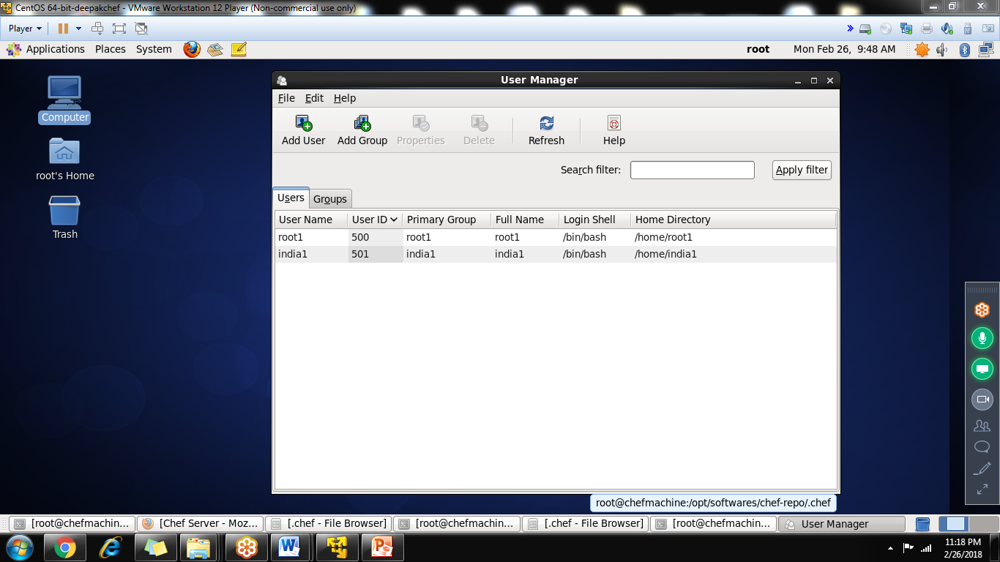 CentOS 64-bit-deepakchef - VMware Workstation 12 Player (Non-commercial use only)
Player
Applications Places System root Mon Feb 26, 9:48 AM
Computer
root's Home
Trash
User Manager
File Edit Help
Add User Add Group Properties Delete Refresh Help
Search filter: Apply filter
Users Groups
User Name User ID Primary Group Full Name Login Shell Home Directory
root1 500 root1 root1 /bin/bash /home/root1
india1 501 india1 india1 /bin/bash /home/india1
root@chefmachine:/opt/softwares/chef-repo/.chef
[root@chefmachin... [Chef Server - Moz... [.chef - File Browser] [root@chefmachin... [.chef - File Browser] [root@chefmachin... User Manager
11:18 PM
2/26/2018